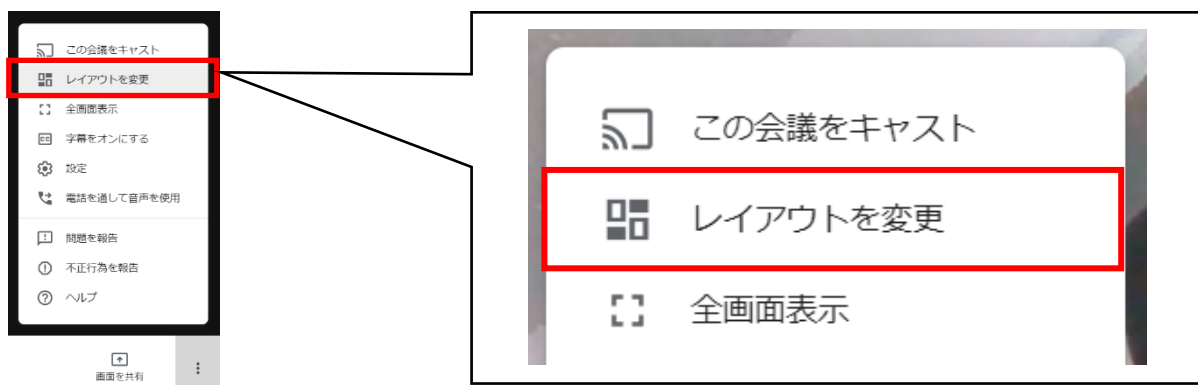 この会議をキャスト
レイアウトを変更
全画面表示
CC 字幕をオンにする
設定
電話を通して音声を使用
問題を報告
不正行為を報告
ヘルプ
画面を共有
この会議をキャスト
レイアウトを変更
全画面表示